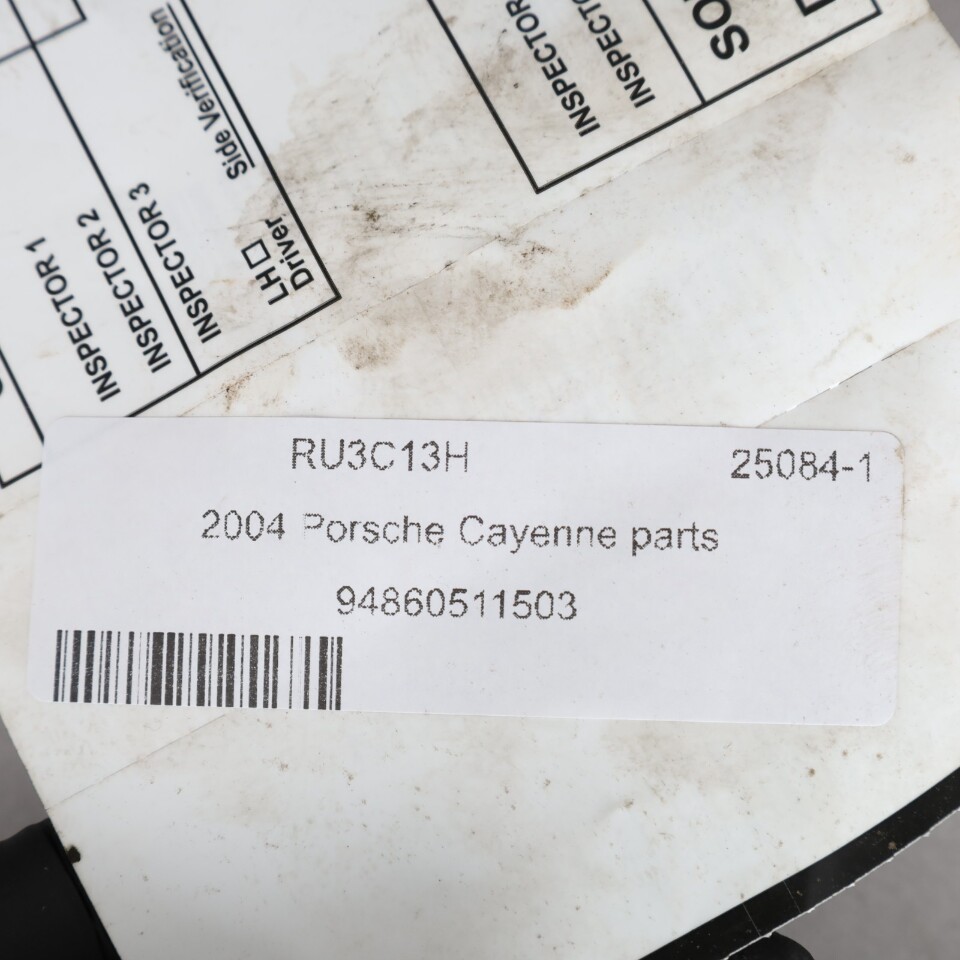 INSPECTOR 1
INSPECTOR 2
INSPECTOR 3
INSPECTOR
Side Verification
LH
Driver
INSPECTOR
INSPECTOR
RU3C13H 25084-1
2004 Porsche Cayenne parts
94860511503